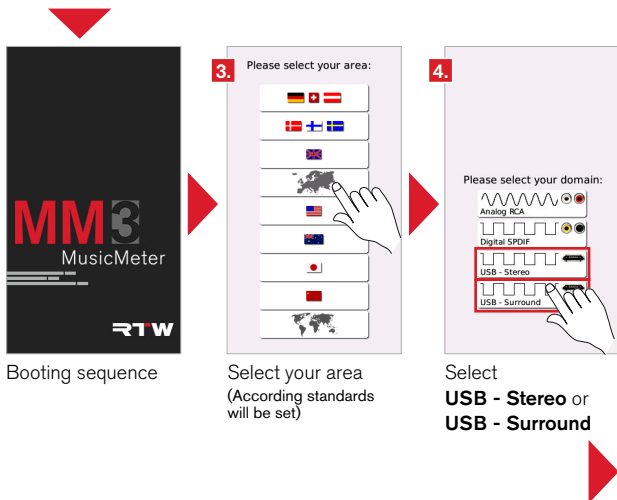 MM3
MusicMeter
RTW
Booting sequence
3.
Please select your area:
Select your area
(According standards
will be set)
4.
Please select your domain:
Analog RCA
Digital SPDIF
USB - Stereo
USB - Surround
Select
USB - Stereo or
USB - Surround